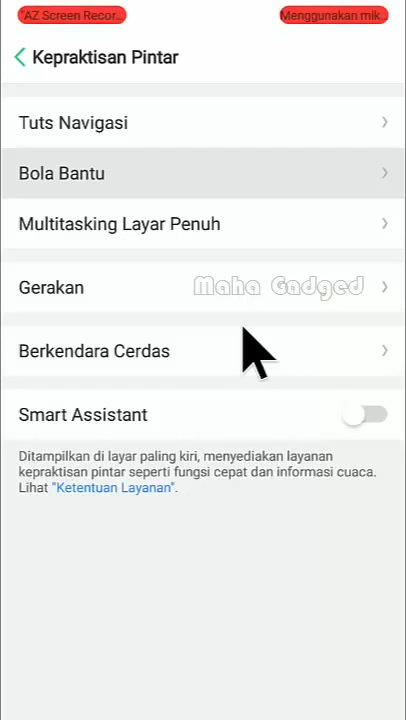 "AZ Screen Recor...
Menggunakan mik...
Kepraktisan Pintar
Tuts Navigasi
Bola Bantu
Multitasking Layar Penuh
Gerakan
Maha Gadged
Berkendara Cerdas
Smart Assistant
Ditampilkan di layar paling kiri, menyediakan layanan
kepraktisan pintar seperti fungsi cepat dan informasi cuaca.
Lihat "Ketentuan Layanan".